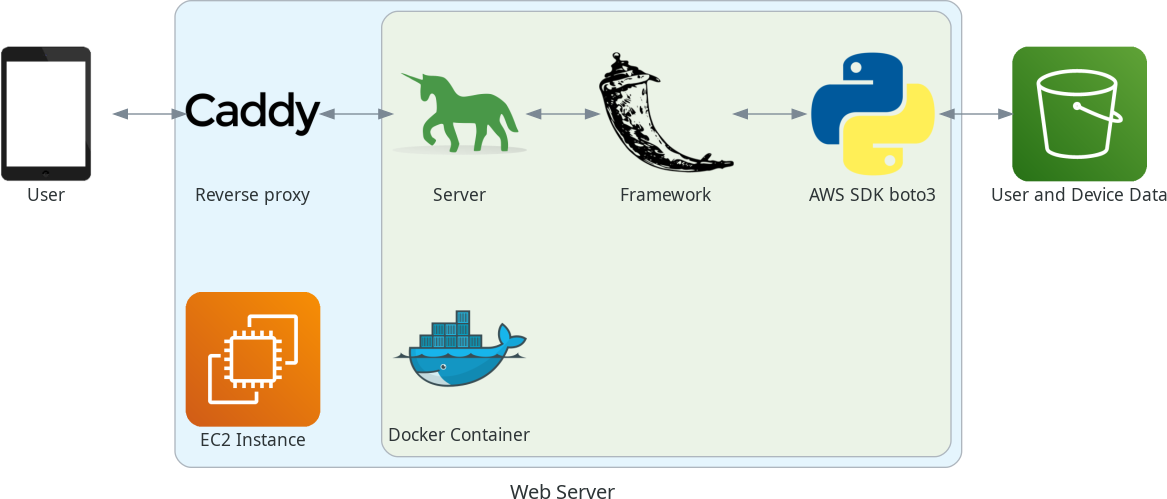 Caddy
User
Reverse proxy
Server
Framework
AWS SDK boto3
User and Device Data
EC2 Instance
Docker Container
Web Server